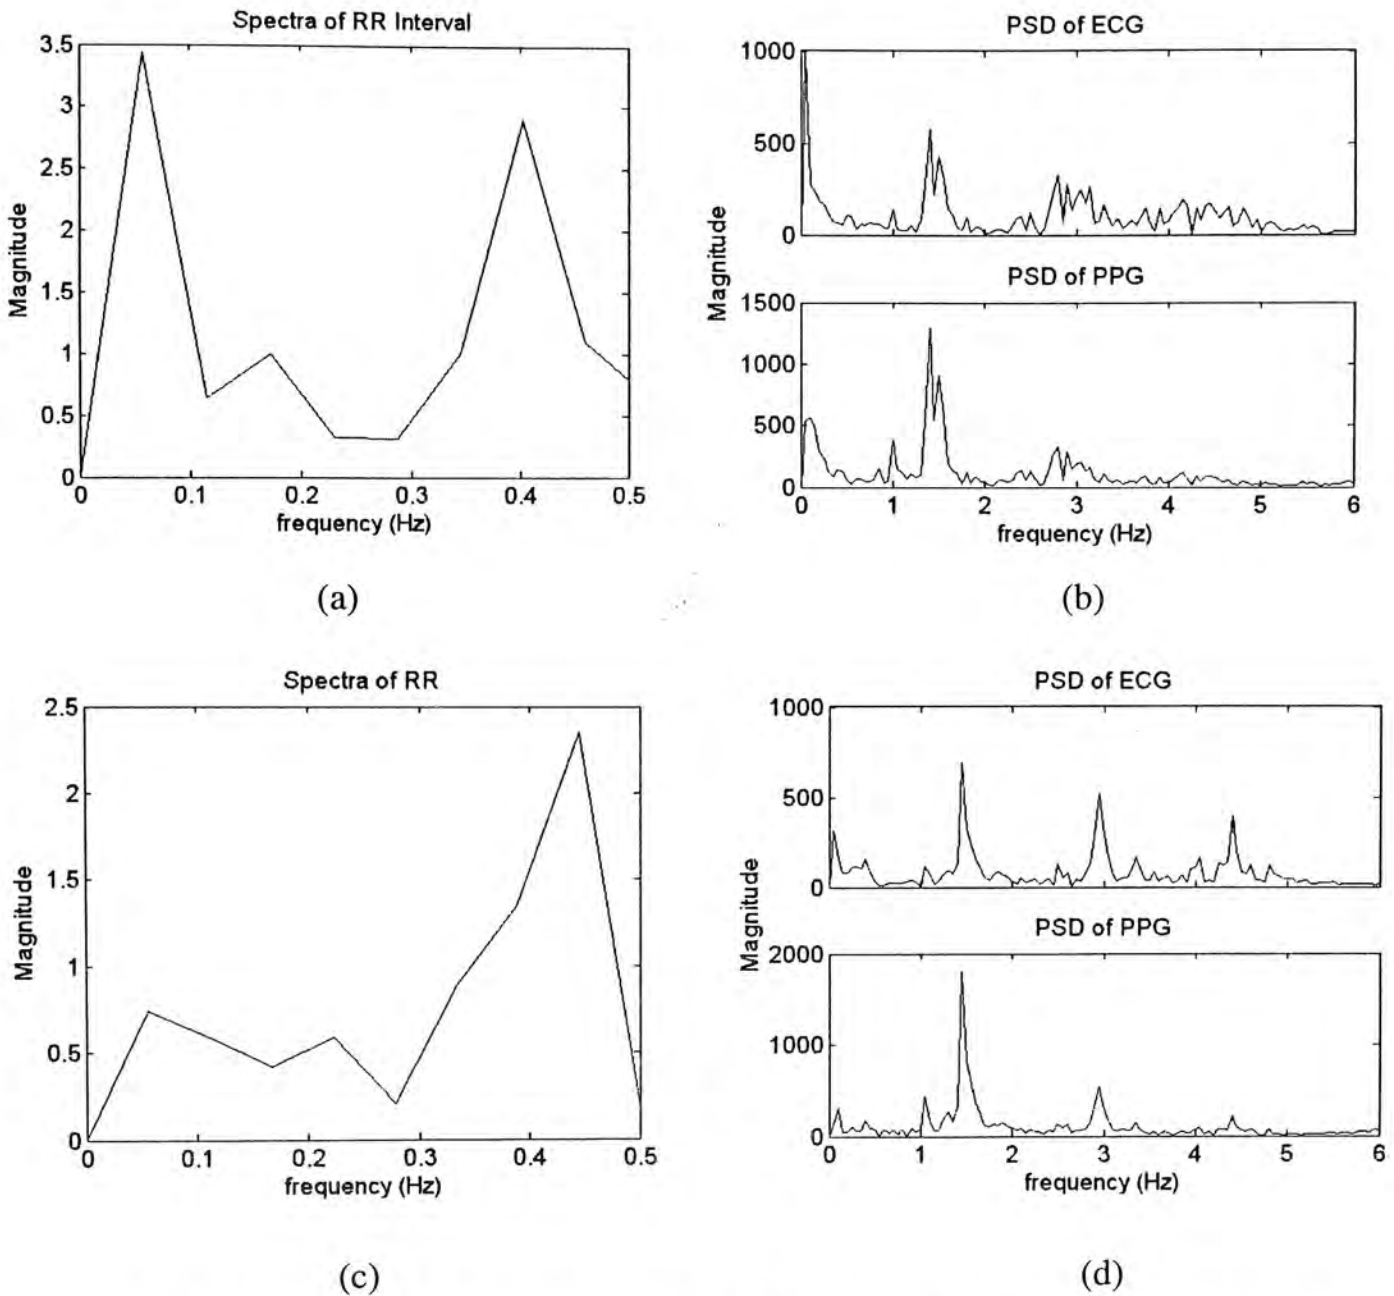 Spectra of RR Interval
3.5
3
2.5
2
1.5
1
0.5
0
Magnitude
0 0.1 0.2 0.3 0.4 0.5
frequency (Hz)
(a)
PSD of ECG
1000
500
0
PSD of PPG
1500
1000
500
0
Magnitude
0 1 2 3 4 5 6
frequency (Hz)
(b)
Spectra of RR
2.5
2
1.5
1
0.5
0
Magnitude
0 0.1 0.2 0.3 0.4 0.5
frequency (Hz)
(c)
PSD of ECG
1000
500
0
PSD of PPG
2000
1000
0
Magnitude
0 1 2 3 4 5 6
frequency (Hz)
(d)